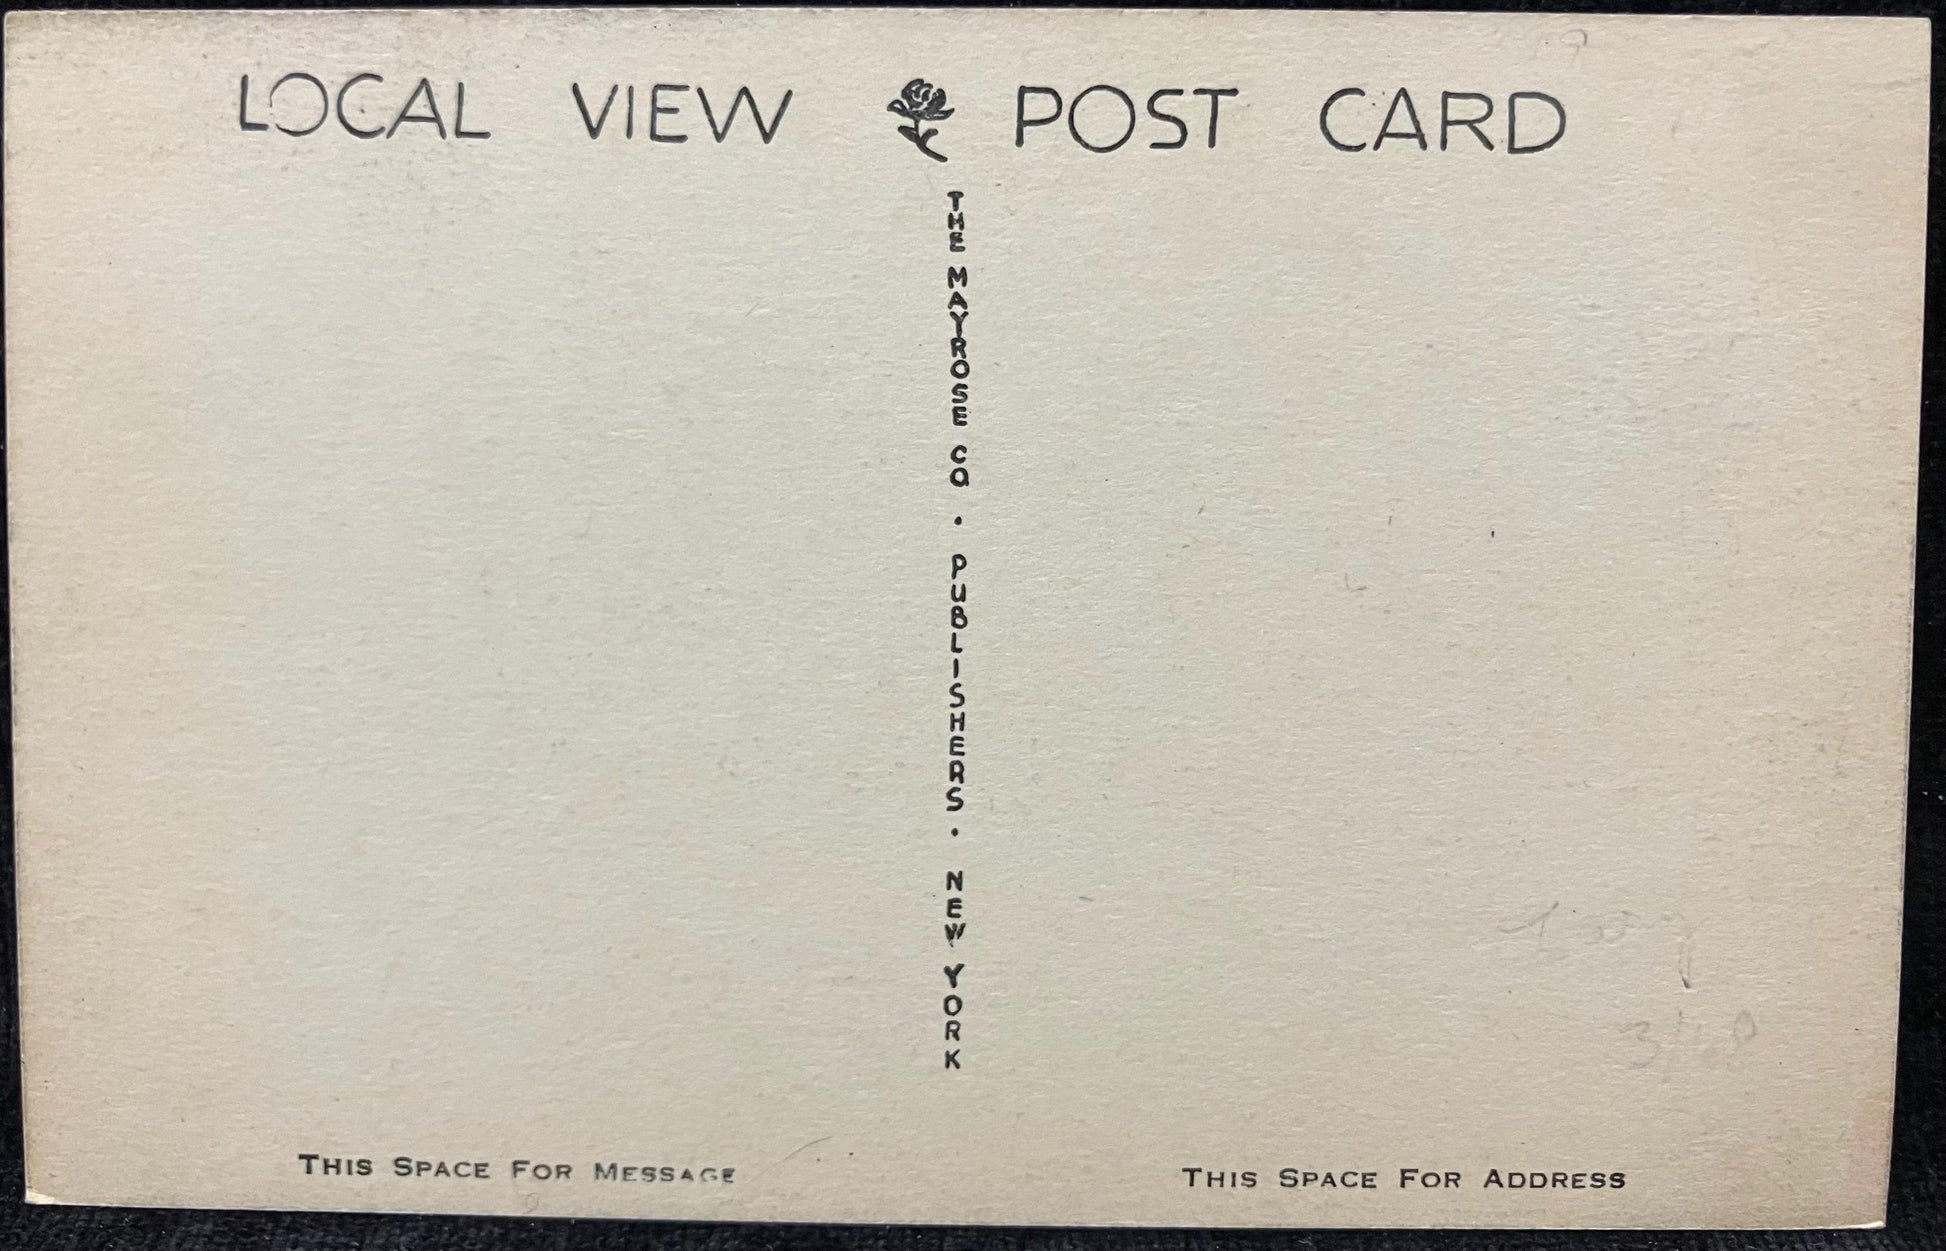 LOCAL VIEW POST CARD
THE MAYROSE CO. · PUBLISHERS · NEW YORK
THIS SPACE FOR MESSAGE
THIS SPACE FOR ADDRESS